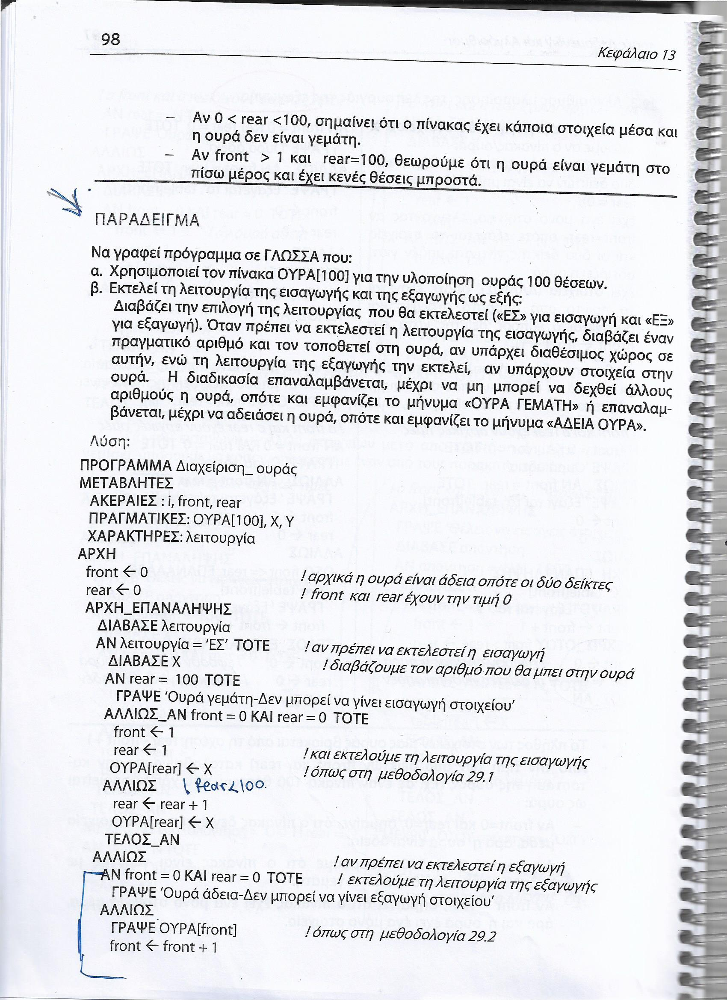 98
Κεφάλαιο 13
– Αν 0 < rear <100, σημαίνει ότι ο πίνακας έχει κάποια στοιχεία μέσα και
η ουρά δεν είναι γεμάτη.
– Αν front > 1 και rear=100, θεωρούμε ότι η ουρά είναι γεμάτη στο
πίσω μέρος και έχει κενές θέσεις μπροστά.
ΠΑΡΑΔΕΙΓΜΑ
Να γραφεί πρόγραμμα σε ΓΛΩΣΣΑ που:
α. Χρησιμοποιεί τον πίνακα ΟΥΡΑ[100] για την υλοποίηση ουράς 100 θέσεων.
β. Εκτελεί τη λειτουργία της εισαγωγής και της εξαγωγής ως εξής:
Διαβάζει την επιλογή της λειτουργίας που θα εκτελεστεί («ΕΣ» για εισαγωγή και «ΕΞ»
για εξαγωγή). Όταν πρέπει να εκτελεστεί η λειτουργία της εισαγωγής, διαβάζει έναν
πραγματικό αριθμό και τον τοποθετεί στη ουρά, αν υπάρχει διαθέσιμος χώρος σε
αυτήν, ενώ τη λειτουργία της εξαγωγής την εκτελεί, αν υπάρχουν στοιχεία στην
ουρά. Η διαδικασία επαναλαμβάνεται, μέχρι να μη μπορεί να δεχθεί άλλους
αριθμούς η ουρά, οπότε και εμφανίζει το μήνυμα «ΟΥΡΑ ΓΕΜΑΤΗ» ή επαναλαμ-
βάνεται, μέχρι να αδειάσει η ουρά, οπότε και εμφανίζει το μήνυμα «ΑΔΕΙΑ ΟΥΡΑ».
Λύση:
ΠΡΟΓΡΑΜΜΑ Διαχείριση_ ουράς
ΜΕΤΑΒΛΗΤΕΣ
ΑΚΕΡΑΙΕΣ : i, front, rear
ΠΡΑΓΜΑΤΙΚΕΣ: ΟΥΡΑ[100], Χ, Υ
ΧΑΡΑΚΤΗΡΕΣ: λειτουργία
ΑΡΧΗ
front ← 0 ! αρχικά η ουρά είναι άδεια οπότε οι δύο δείκτες
rear ← 0 ! front και rear έχουν την τιμή 0
ΑΡΧΗ_ΕΠΑΝΑΛΗΨΗΣ
ΔΙΑΒΑΣΕ λειτουργία
ΑΝ λειτουργία = ‘ΕΣ’ ΤΟΤΕ ! αν πρέπει να εκτελεστεί η εισαγωγή
ΔΙΑΒΑΣΕ Χ ! διαβάζουμε τον αριθμό που θα μπει στην ουρά
ΑΝ rear = 100 ΤΟΤΕ
ΓΡΑΨΕ ‘Ουρά γεμάτη-Δεν μπορεί να γίνει εισαγωγή στοιχείου’
ΑΛΛΙΩΣ_ΑΝ front = 0 ΚΑΙ rear = 0 ΤΟΤΕ
front ← 1
rear ← 1 ! και εκτελούμε τη λειτουργία της εισαγωγής
ΟΥΡΑ[rear] ← Χ ! όπως στη μεθοδολογία 29.1
ΑΛΛΙΩΣ ! rear<100.
rear ← rear + 1
ΟΥΡΑ[rear] ← Χ
ΤΕΛΟΣ_ΑΝ
ΑΛΛΙΩΣ ! αν πρέπει να εκτελεστεί η εξαγωγή
ΑΝ front = 0 ΚΑΙ rear = 0 ΤΟΤΕ ! εκτελούμε τη λειτουργία της εξαγωγής
ΓΡΑΨΕ ‘Ουρά άδεια-Δεν μπορεί να γίνει εξαγωγή στοιχείου’
ΑΛΛΙΩΣ
ΓΡΑΨΕ ΟΥΡΑ[front] ! όπως στη μεθοδολογία 29.2
front ← front + 1